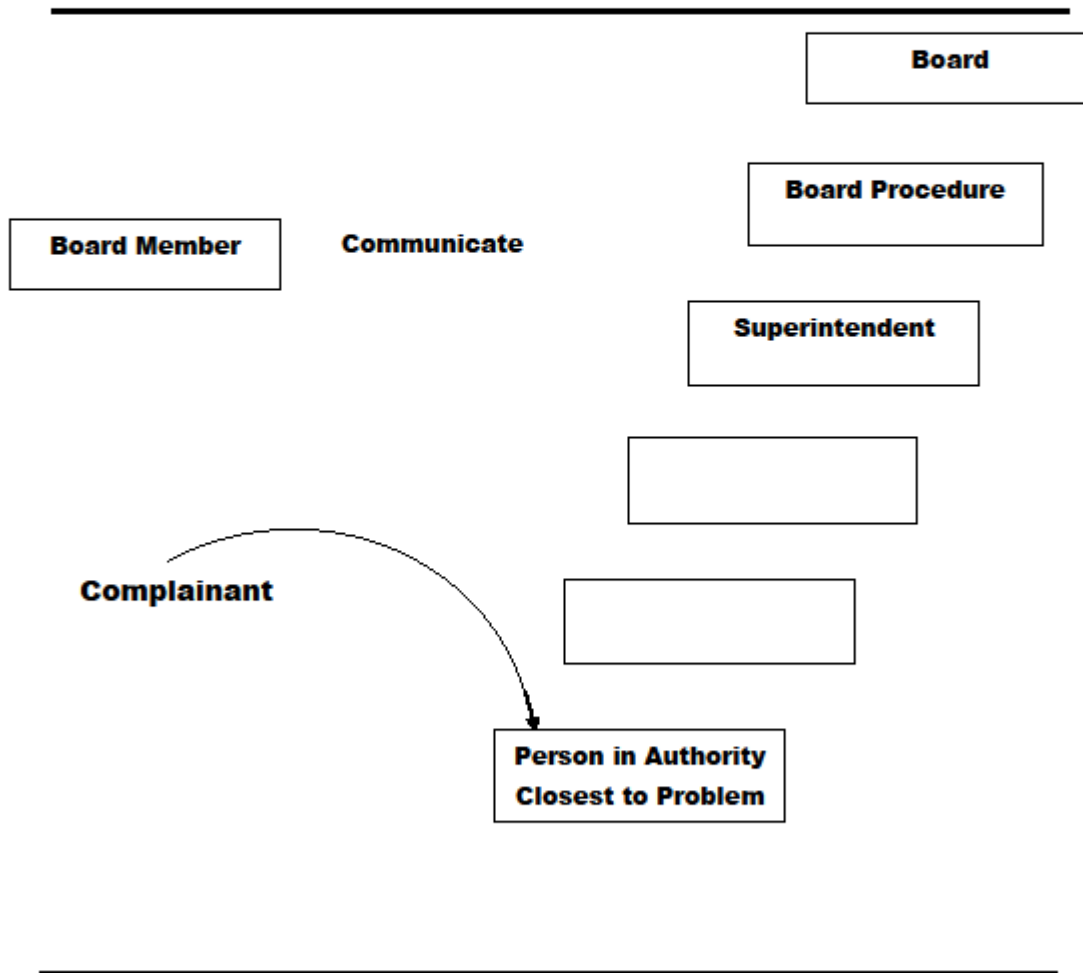 Board
Board Procedure
Board Member
Communicate
Superintendent
Complainant
Person in Authority
Closest to Problem